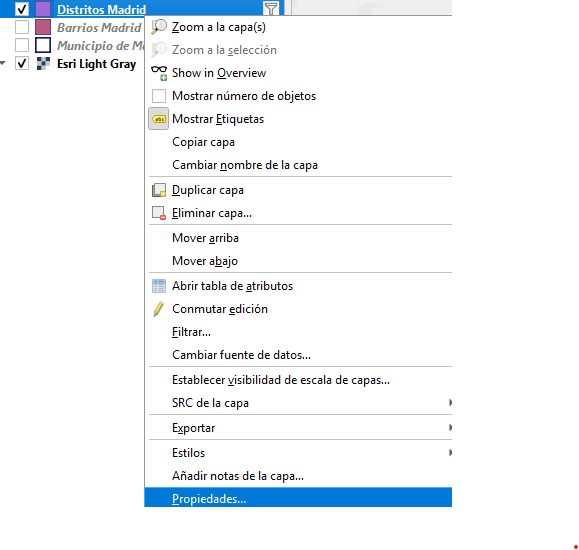 Distritos Madrid
Barrios Madrid
Municipio de
Esri Light Gray
Zoom a la capa(s)
Zoom a la selección
Show in Overview
Mostrar número de objetos
abc Mostrar Etiquetas
Copiar capa
Cambiar nombre de la capa
Duplicar capa
Eliminar capa...
Mover arriba
Mover abajo
Abrir tabla de atributos
Conmutar edición
Filtrar...
Cambiar fuente de datos...
Establecer visibilidad de escala de capas...
SRC de la capa
Exportar
Estilos
Añadir notas de la capa...
Propiedades...